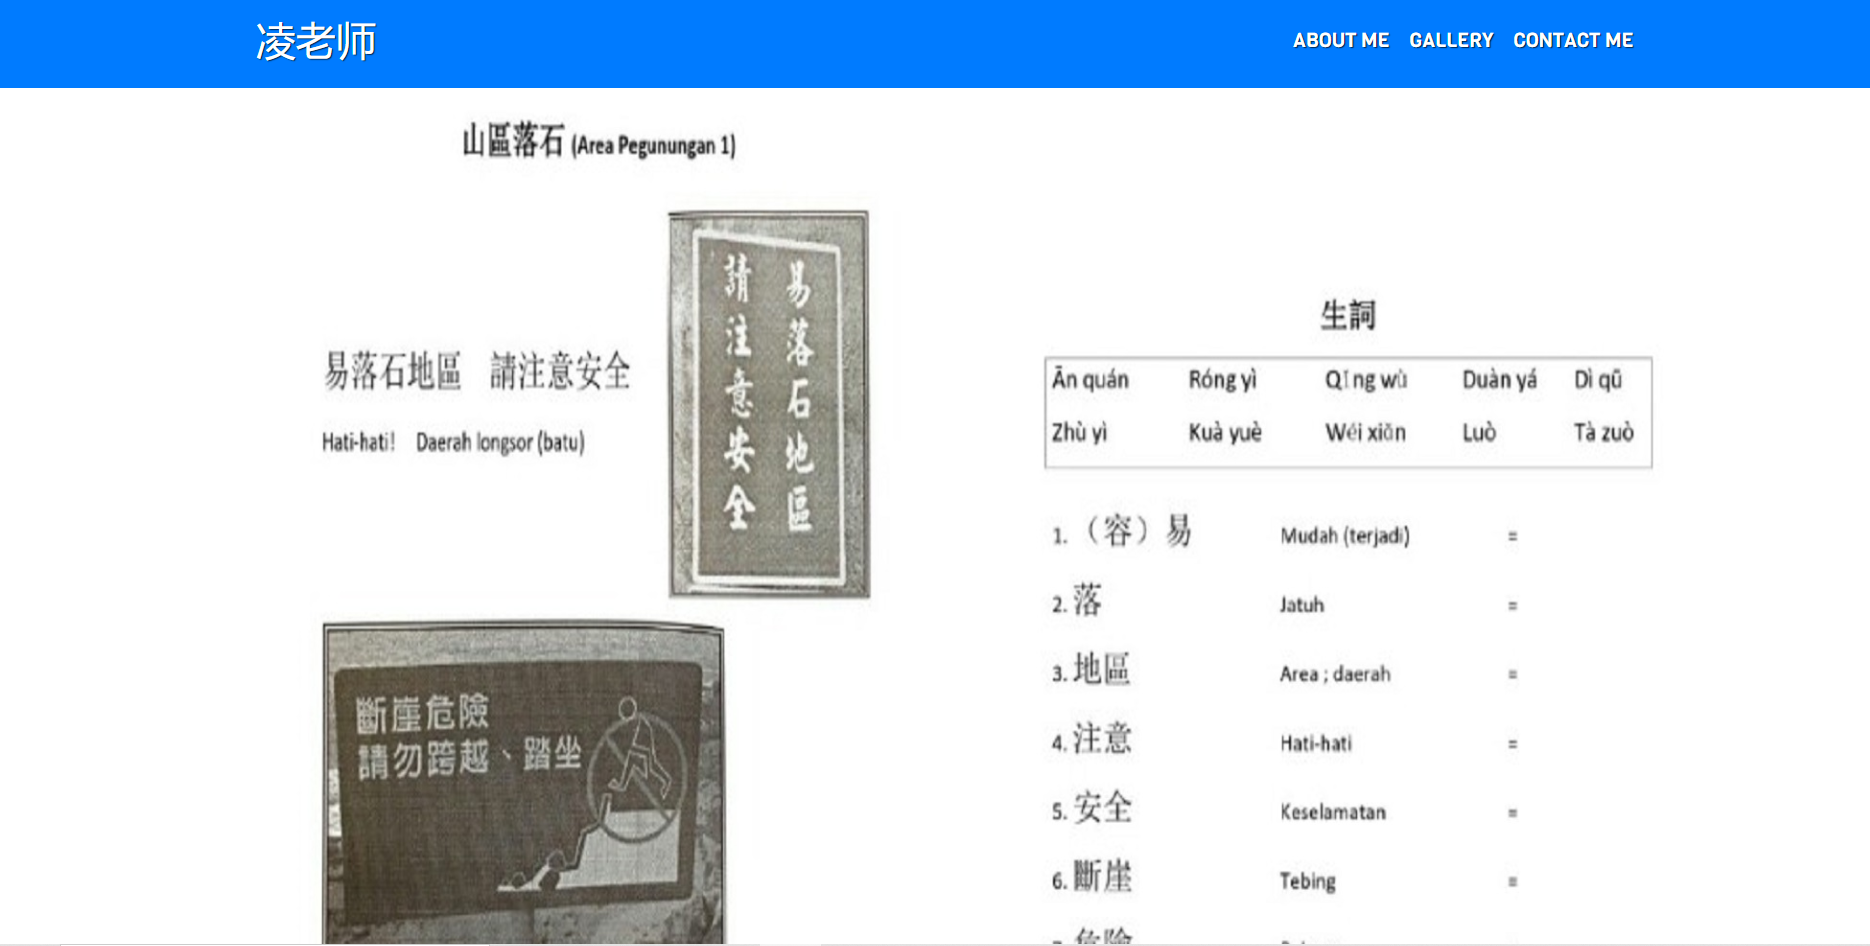 凌老师
ABOUT ME GALLERY CONTACT ME
山區落石 (Area Pegunungan 1)
易落石地區
請注意安全
易落石地區 請注意安全
Hati-hati! Daerah longsor (batu)
斷崖危險
請勿跨越、踏坐
生詞
Ān quán Róng yì Qǐng wù Duàn yá Dì qū
Zhù yì Kuà yuè Wéi xiǎn Luò Tà zuò
1. （容）易 Mudah (terjadi) =
2. 落 Jatuh =
3. 地區 Area ; daerah =
4. 注意 Hati-hati =
5. 安全 Keselamatan =
6. 斷崖 Tebing =
7. 危險